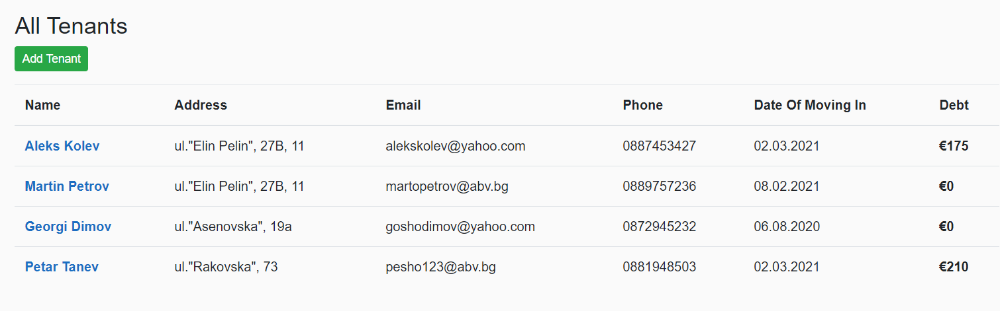 All Tenants
Add Tenant
Name Address Email Phone Date Of Moving In Debt
Aleks Kolev ul."Elin Pelin", 27B, 11 alekskolev@yahoo.com 0887453427 02.03.2021 €175
Martin Petrov ul."Elin Pelin", 27B, 11 martopetrov@abv.bg 0889757236 08.02.2021 €0
Georgi Dimov ul."Asenovska", 19a goshodimov@yahoo.com 0872945232 06.08.2020 €0
Petar Tanev ul."Rakovska", 73 pesho123@abv.bg 0881948503 02.03.2021 €210